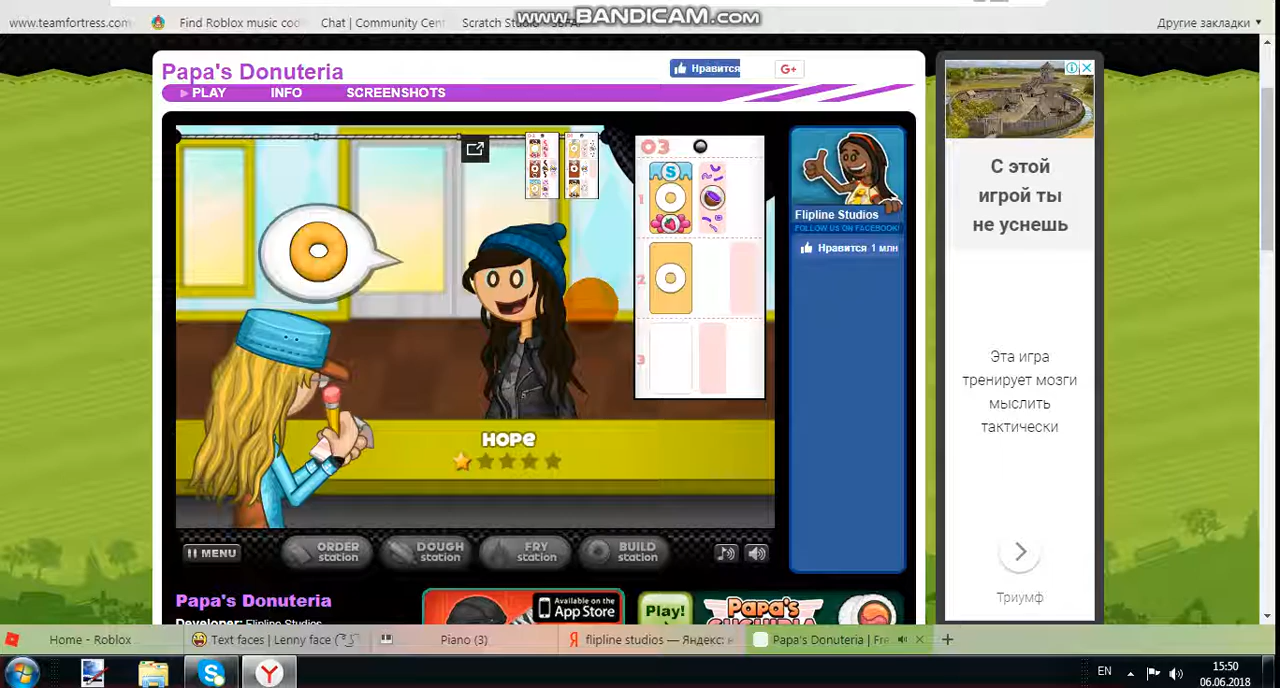 www.BANDICAM.com
www.teamfortress.com
Find Roblox music cod
Chat | Community Cent
Scratch Studio
Другие закладки
Papa's Donuteria
Нравится
G+
PLAY
INFO
SCREENSHOTS
03
S
1
2
3
HOPE
Flipline Studios
FOLLOW US ON FACEBOOK!
Нравится 1 млн
С этой
игрой ты
не уснешь
Эта игра
тренирует мозги
мыслить
тактически
Триумф
MENU
ORDER
station
DOUGH
station
FRY
station
BUILD
station
Papa's Donuteria
Developer: Flipline Studios
Available on the
App Store
Play!
Papa's
Home - Roblox
Text faces | Lenny face
Piano (3)
Я flipline studios — Яндекс: н
Papa's Donuteria | Fre
EN
15:50
06.06.2018